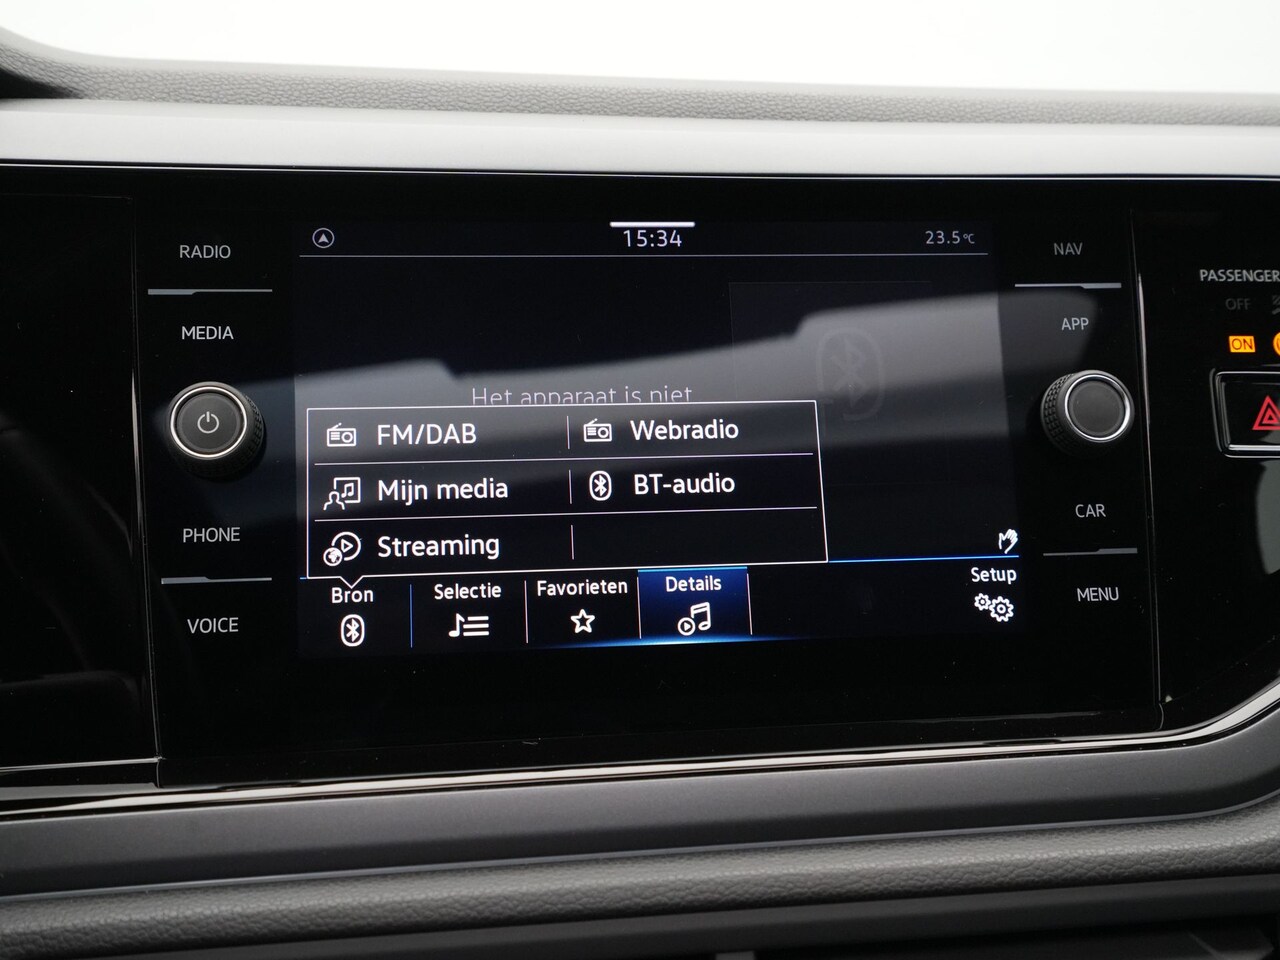 RADIO
MEDIA
PHONE
VOICE
15:34
23.5°C
Het apparaat is niet
FM/DAB
Webradio
Mijn media
BT-audio
Streaming
Bron
Selectie
Favorieten
Details
Setup
NAV
APP
CAR
MENU
PASSENGER
OFF
ON